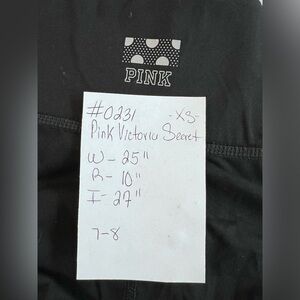 PINK
#0231 -XS-
Pink Victoria Secret
W- 25"
R- 10"
I- 27"
7-8